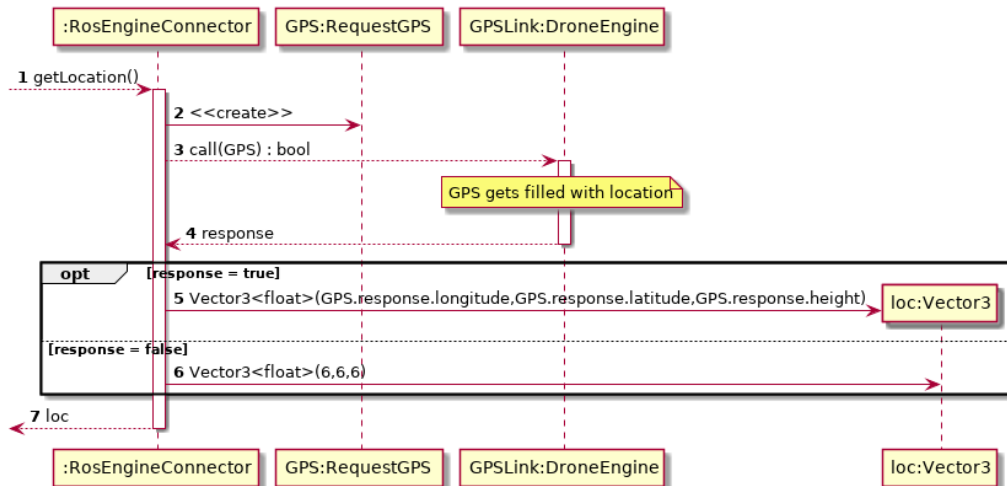 :RosEngineConnector GPS:RequestGPS GPSLink:DroneEngine
1 getLocation()
2 <<create>>
3 call(GPS) : bool
GPS gets filled with location
4 response
opt [response = true]
5 Vector3<float>(GPS.response.longitude,GPS.response.latitude,GPS.response.height) loc:Vector3
[response = false]
6 Vector3<float>(6,6,6)
7 loc
:RosEngineConnector GPS:RequestGPS GPSLink:DroneEngine loc:Vector3